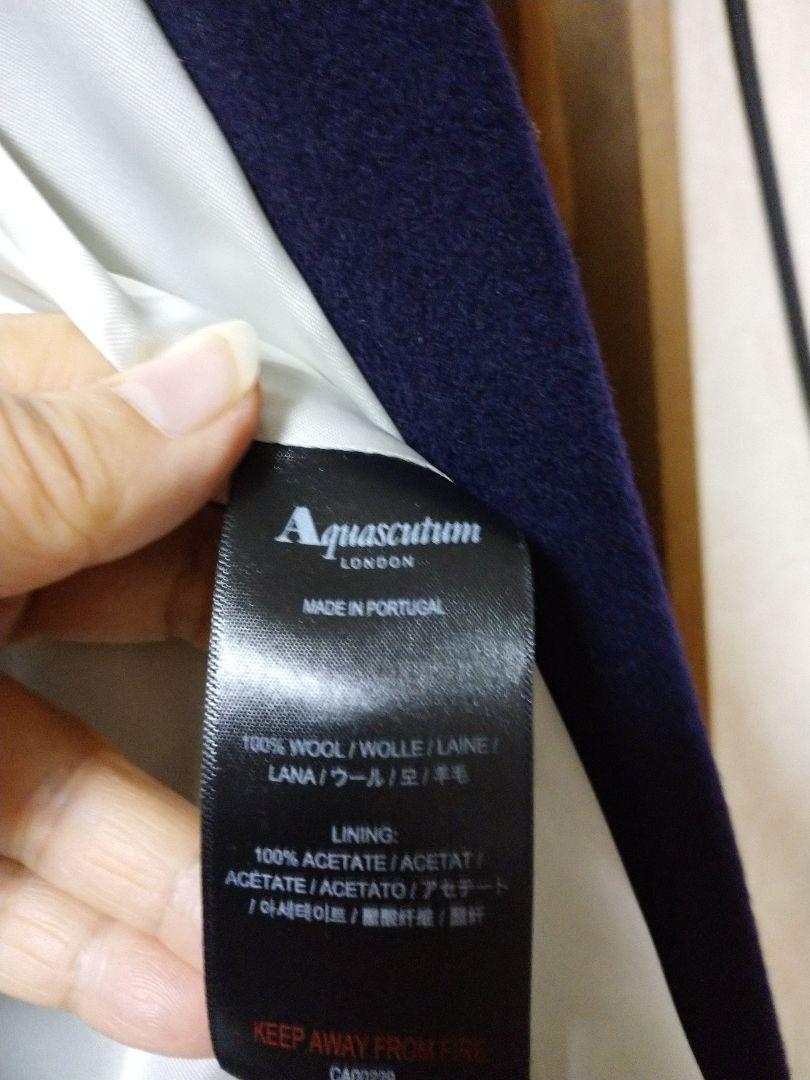 Aquascutum
LONDON
MADE IN PORTUGAL
100% WOOL / WOLLE / LAINE /
LANA / ウール / 모 / 羊毛
LINING:
100% ACETATE / ACETAT /
ACÉTATE / ACETATO / アセテート
/ 아세테이트 / 醋酸纤维 / 醋纤
KEEP AWAY FROM FIRE